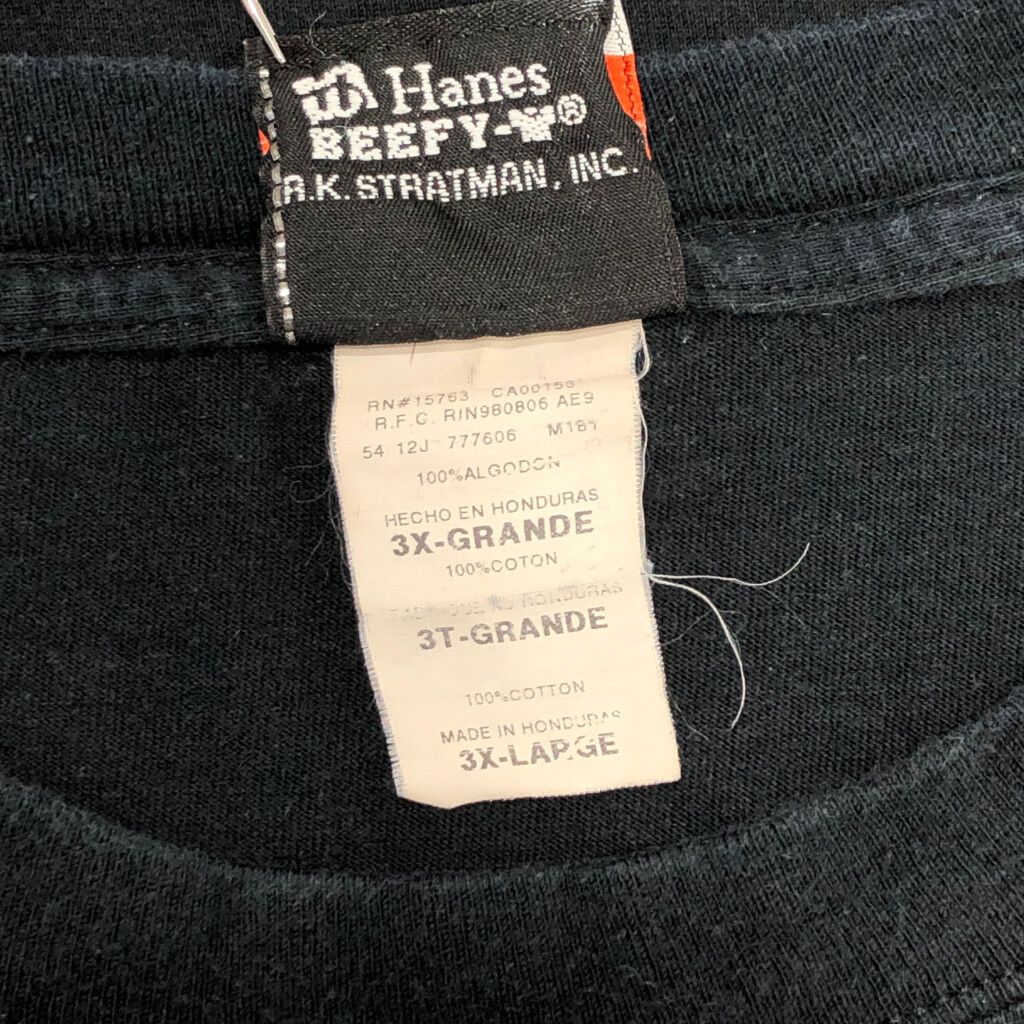 Hanes
BEEFY-T®
R.K. STRATMAN, INC.
RN#15763 CA00153
R.F.C. RIN980806 AE9
54 12J 777606 M181
100%ALGODON
HECHO EN HONDURAS
3X-GRANDE
100%COTON
HONDURAS
3T-GRANDE
100%COTTON
MADE IN HONDURAS
3X-LARGE